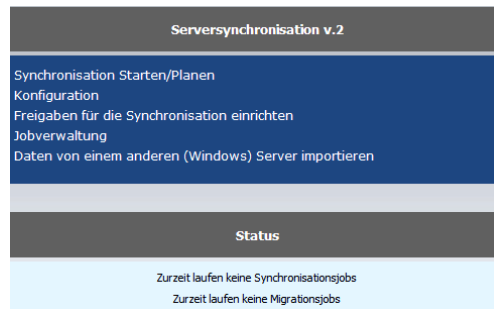 Serversynchronisation v.2
Synchronisation Starten/Planen
Konfiguration
Freigaben für die Synchronisation einrichten
Jobverwaltung
Daten von einem anderen (Windows) Server importieren
Status
Zurzeit laufen keine Synchronisationsjobs
Zurzeit laufen keine Migrationsjobs